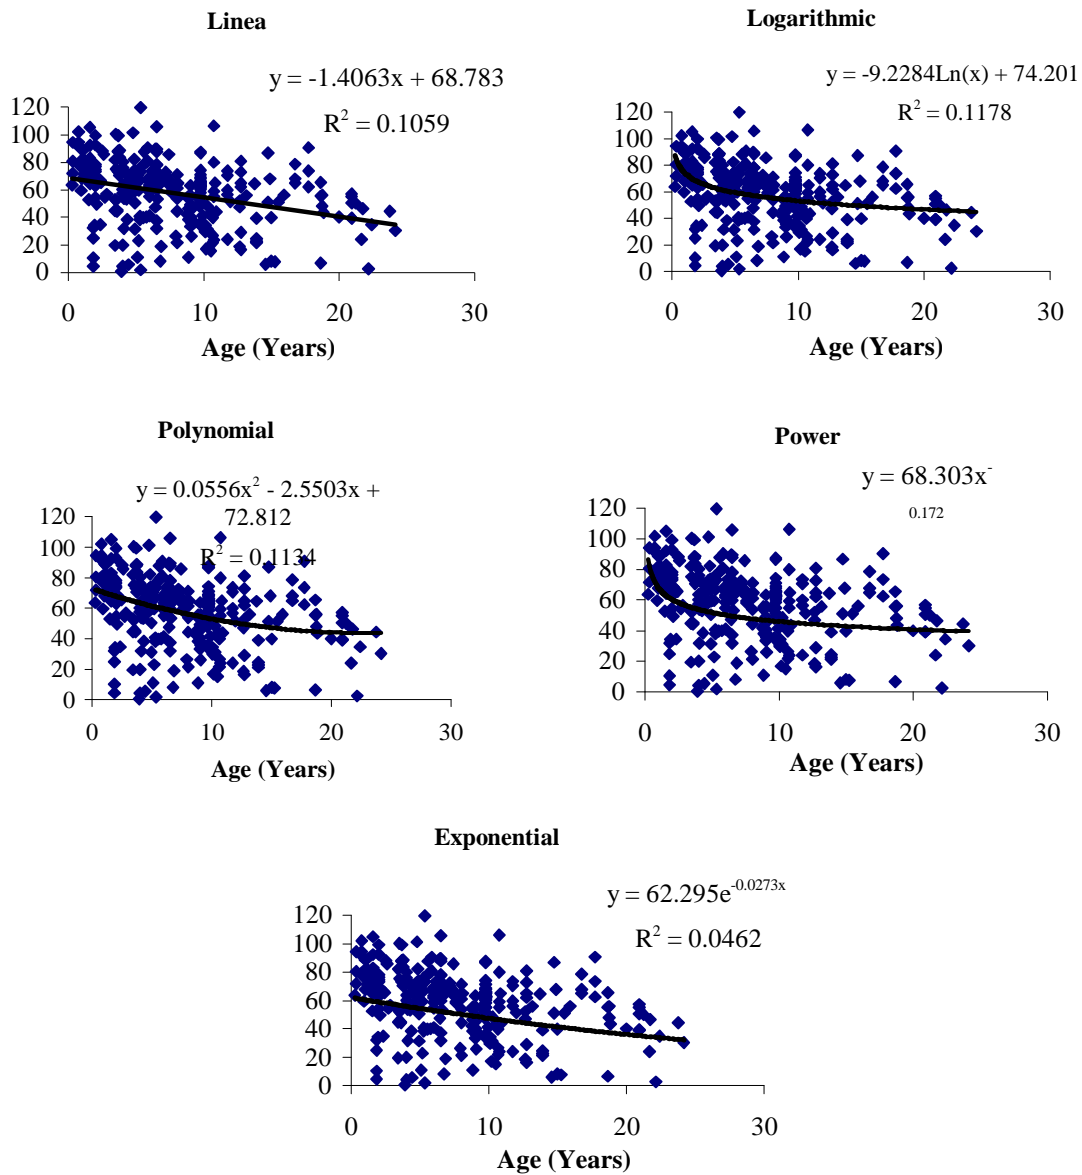 Linea
y = -1.4063x + 68.783
R² = 0.1059
120
100
80
60
40
20
0
0 10 20 30
Age (Years)
Logarithmic
y = -9.2284Ln(x) + 74.201
R² = 0.1178
120
100
80
60
40
20
0
0 10 20 30
Age (Years)
Polynomial
y = 0.0556x² - 2.5503x +
72.812
R² = 0.1134
120
100
80
60
40
20
0
0 10 20 30
Age (Years)
Power
y = 68.303x⁻
0.172
120
100
80
60
40
20
0
0 10 20 30
Age (Years)
Exponential
y = 62.295e^-0.0273x
R² = 0.0462
120
100
80
60
40
20
0
0 10 20 30
Age (Years)